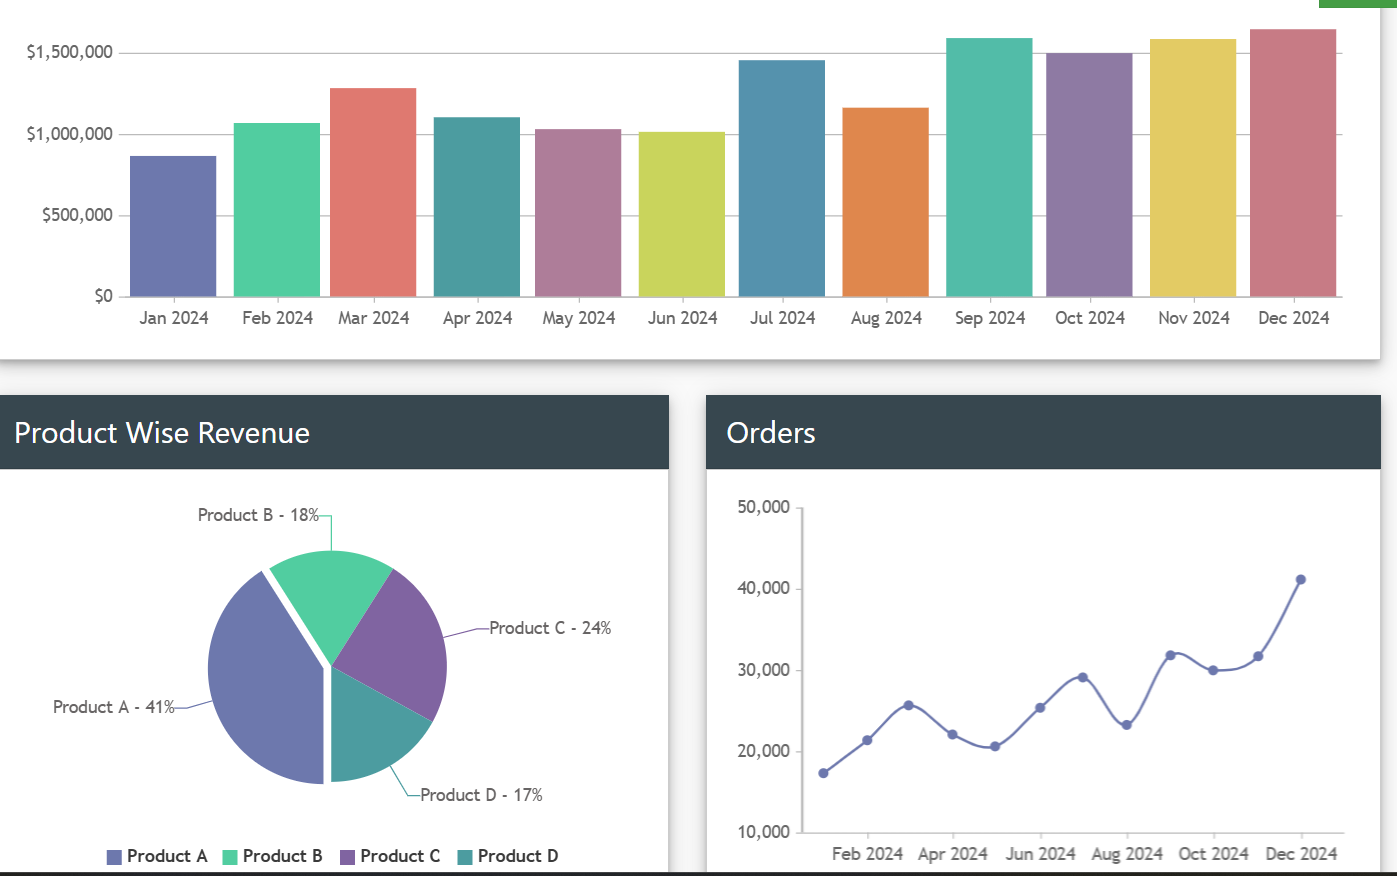 $1,500,000
$1,000,000
$500,000
$0
Jan 2024 Feb 2024 Mar 2024 Apr 2024 May 2024 Jun 2024 Jul 2024 Aug 2024 Sep 2024 Oct 2024 Nov 2024 Dec 2024
Product Wise Revenue
Product B - 18%
Product C - 24%
Product A - 41%
Product D - 17%
Product A Product B Product C Product D
Orders
50,000
40,000
30,000
20,000
10,000
Feb 2024 Apr 2024 Jun 2024 Aug 2024 Oct 2024 Dec 2024